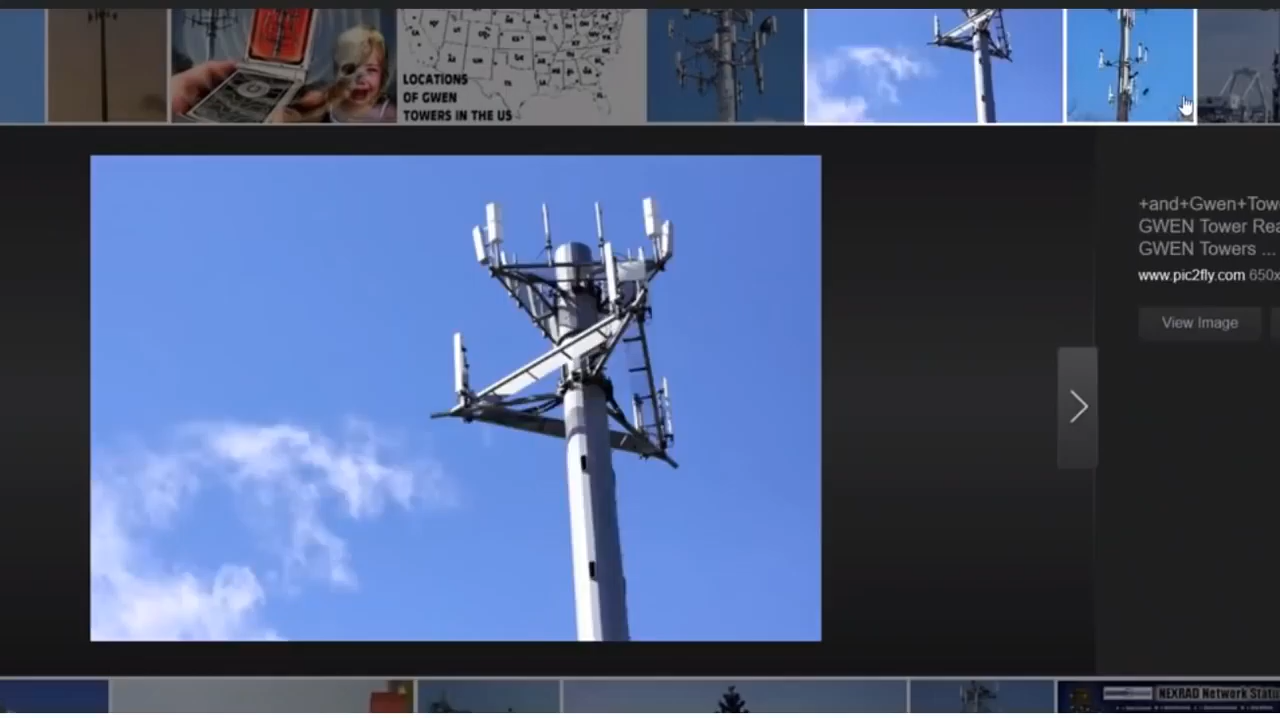 LOCATIONS
OF GWEN
TOWERS IN THE US
+and+Gwen+Tow
GWEN Tower Rea
GWEN Towers ...
www.pic2fly.com 650x
View Image
NEXRAD Network Statu